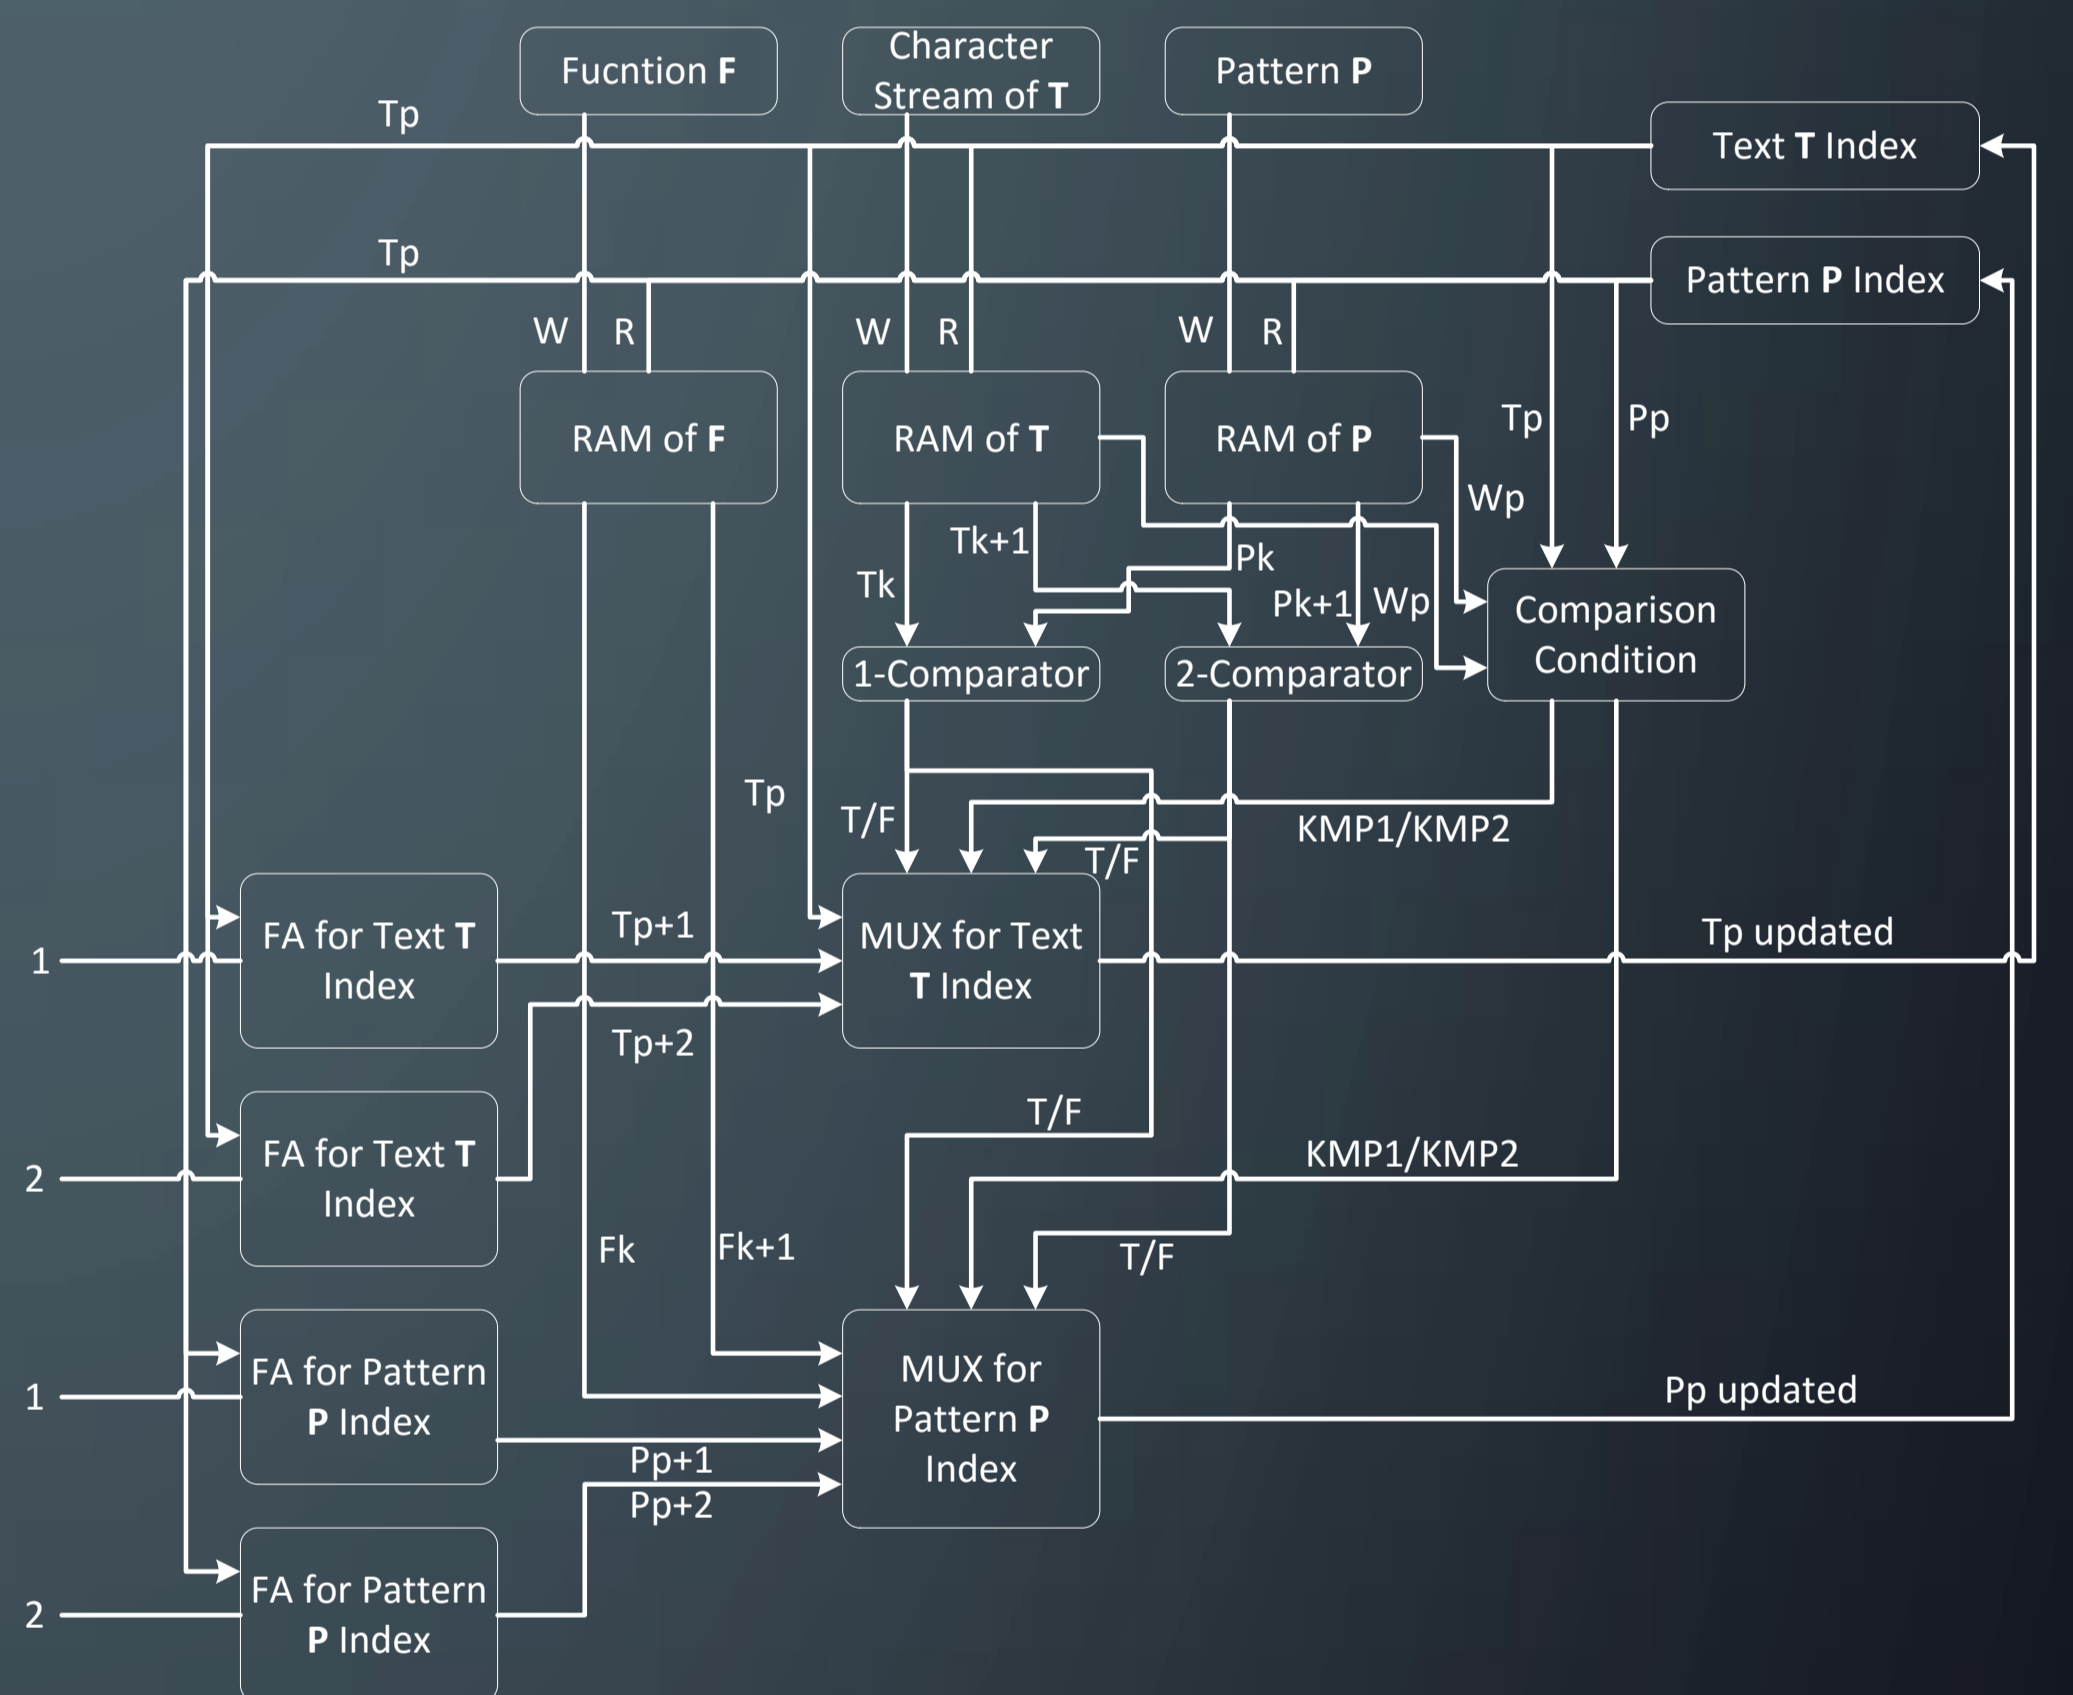 Fucntion F
Character
Stream of T
Pattern P
Tp
Text T Index
Tp
Pattern P Index
W
R
W
R
W
R
RAM of F
RAM of T
RAM of P
Tp
Pp
Wp
Tk+1
Pk
Tk
Pk+1
Wp
Comparison
Condition
1-Comparator
2-Comparator
Tp
T/F
KMP1/KMP2
T/F
FA for Text T
Index
1
Tp+1
MUX for Text
T Index
Tp updated
Tp+2
T/F
FA for Text T
Index
2
KMP1/KMP2
Fk
Fk+1
T/F
FA for Pattern
P Index
1
MUX for
Pattern P
Index
Pp updated
Pp+1
Pp+2
FA for Pattern
P Index
2